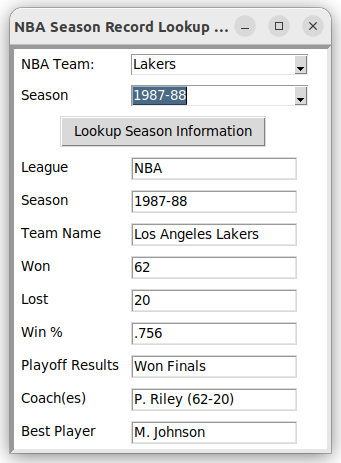 NBA Season Record Lookup ...
NBA Team: Lakers
Season 1987-88
Lookup Season Information
League NBA
Season 1987-88
Team Name Los Angeles Lakers
Won 62
Lost 20
Win % .756
Playoff Results Won Finals
Coach(es) P. Riley (62-20)
Best Player M. Johnson